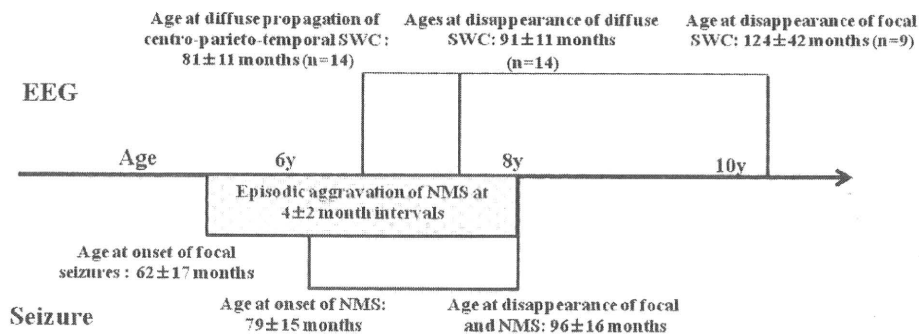 Age at diffuse propagation of
centro-parieto-temporal SWC :
81±11 months (n=14)
Ages at disappearance of diffuse
SWC: 91±11 months
(n=14)
Age at disappearance of focal
SWC: 124±42 months (n=9)
EEG
Age
6y
8y
10y
Episodic aggravation of NMS at
4±2 month intervals
Age at onset of focal
seizures : 62±17 months
Seizure
Age at onset of NMS:
79±15 months
Age at disappearance of focal
and NMS: 96±16 months